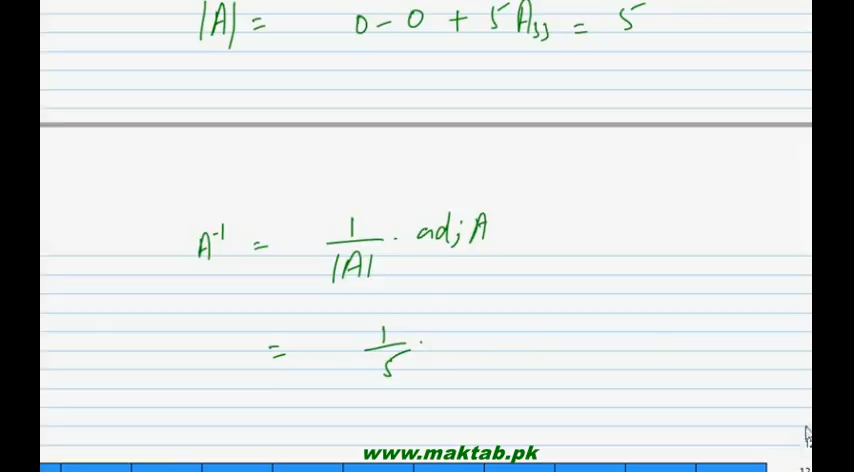 |A| = 0 - 0 + 5 A₃₃ = 5
A⁻¹ = 1/|A| . adj A
= 1/5 .
www.maktab.pk